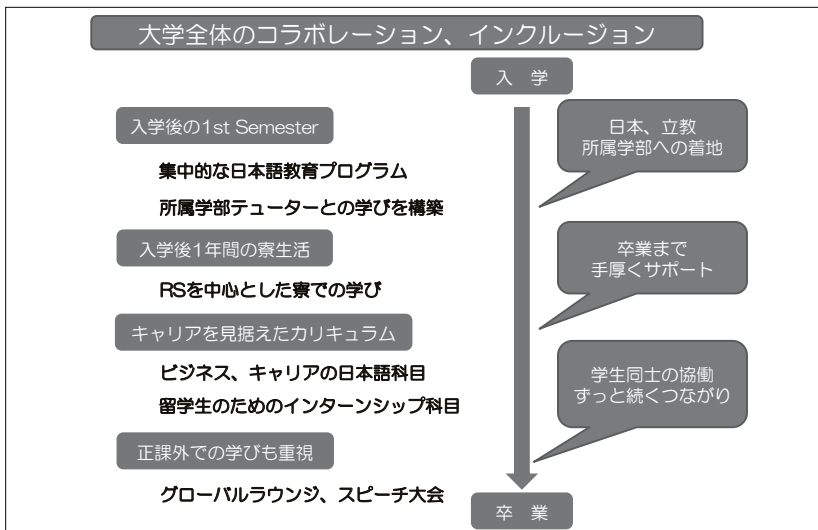 大学全体のコラボレーション、インクルージョン
入　学
入学後の1st Semester
集中的な日本語教育プログラム
所属学部テューターとの学びを構築
日本、立教
所属学部への着地
入学後1年間の寮生活
RSを中心とした寮での学び
卒業まで
手厚くサポート
キャリアを見据えたカリキュラム
ビジネス、キャリアの日本語科目
留学生のためのインターンシップ科目
学生同士の協働
ずっと続くつながり
正課外での学びも重視
グローバルラウンジ、スピーチ大会
卒　業